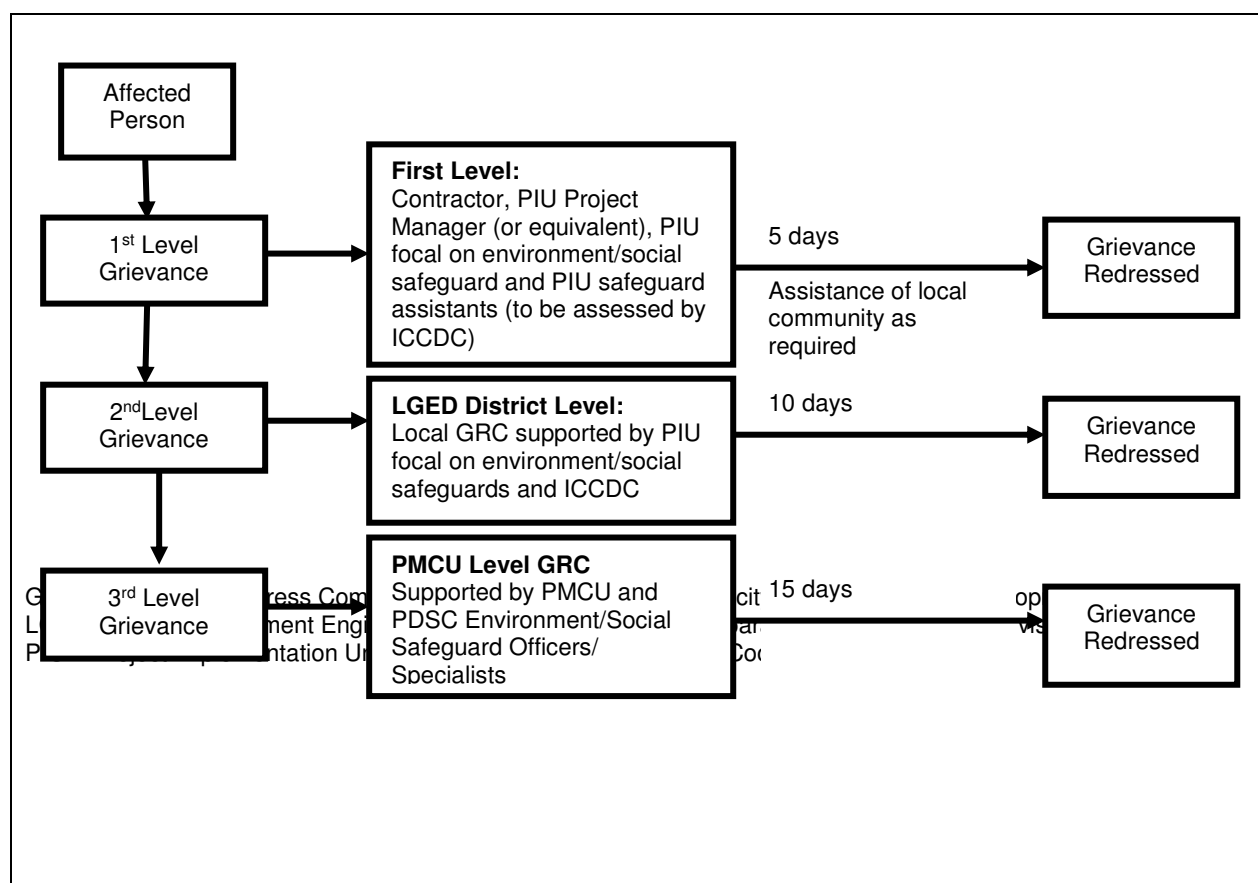 Affected
Person
1st Level
Grievance
First Level:
Contractor, PIU Project
Manager (or equivalent), PIU
focal on environment/social
safeguard and PIU safeguard
assistants (to be assessed by
ICCDC)
5 days
Assistance of local
community as
required
Grievance
Redressed
2ndLevel
Grievance
LGED District Level:
Local GRC supported by PIU
focal on environment/social
safeguards and ICCDC
10 days
Grievance
Redressed
3rd Level
Grievance
PMCU Level GRC
Supported by PMCU and
PDSC Environment/Social
Safeguard Officers/
Specialists
15 days
Grievance
Redressed